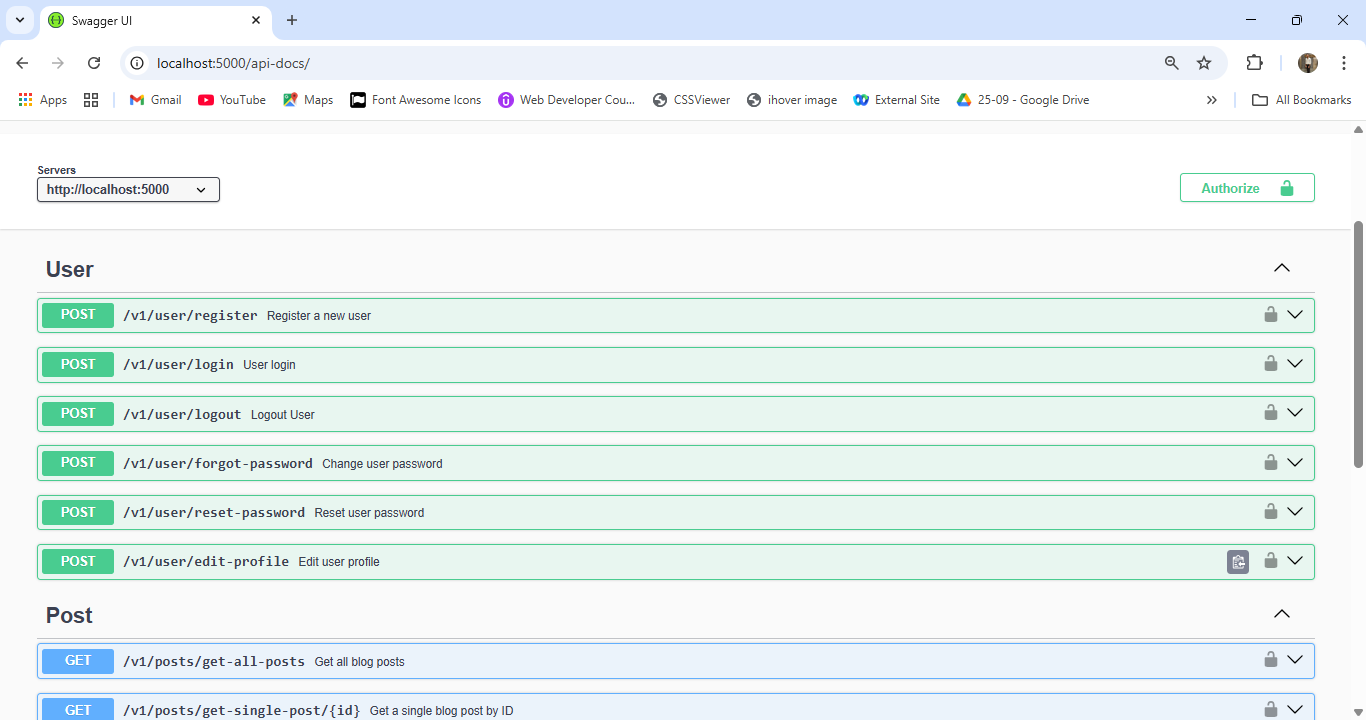 Swagger UI
localhost:5000/api-docs/
Apps Gmail YouTube Maps Font Awesome Icons Web Developer Cou... CSSViewer ihover image External Site 25-09 - Google Drive » All Bookmarks
Servers
http://localhost:5000
Authorize
User
POST /v1/user/register Register a new user
POST /v1/user/login User login
POST /v1/user/logout Logout User
POST /v1/user/forgot-password Change user password
POST /v1/user/reset-password Reset user password
POST /v1/user/edit-profile Edit user profile
Post
GET /v1/posts/get-all-posts Get all blog posts
GET /v1/posts/get-single-post/{id} Get a single blog post by ID